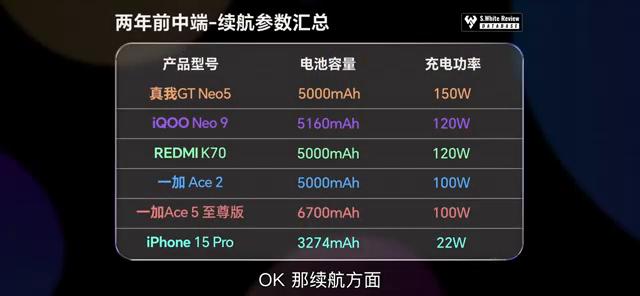 两年前中端-续航参数汇总
S.White Review
DATABASE
产品型号 电池容量 充电功率
真我GT Neo5 5000mAh 150W
iQOO Neo 9 5160mAh 120W
REDMI K70 5000mAh 120W
一加 Ace 2 5000mAh 100W
一加Ace 5 至尊版 6700mAh 100W
iPhone 15 Pro 3274mAh 22W
OK 那续航方面